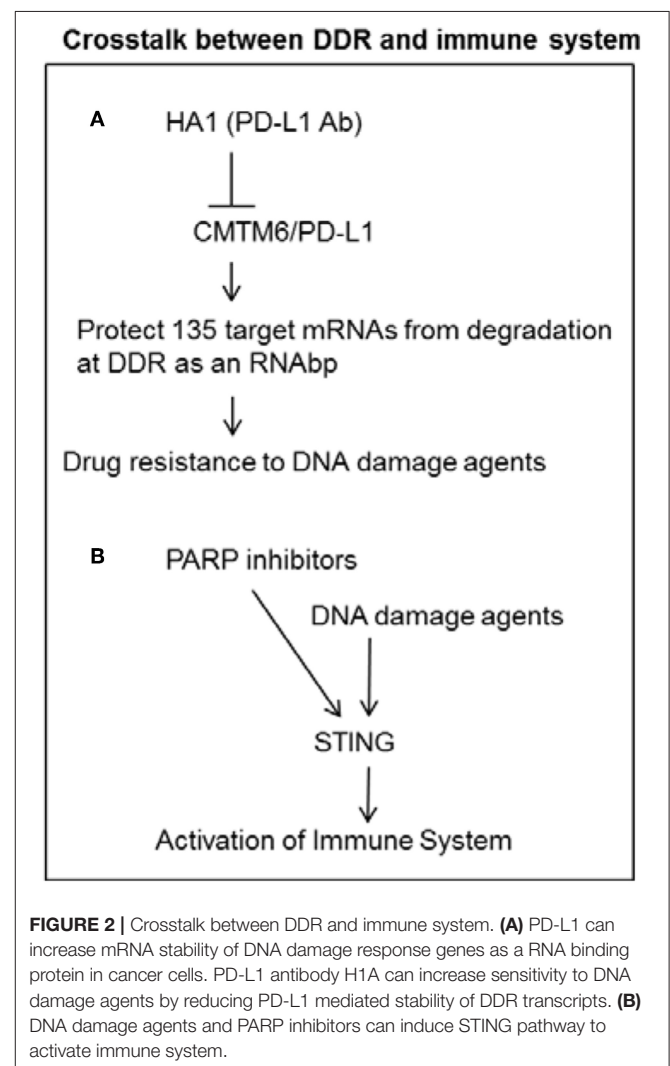 Crosstalk between DDR and immune system
A HA1 (PD-L1 Ab)
CMTM6/PD-L1
Protect 135 target mRNAs from degradation
at DDR as an RNAbp
Drug resistance to DNA damage agents
B PARP inhibitors
DNA damage agents
STING
Activation of Immune System
FIGURE 2 | Crosstalk between DDR and immune system. (A) PD-L1 can
increase mRNA stability of DNA damage response genes as a RNA binding
protein in cancer cells. PD-L1 antibody H1A can increase sensitivity to DNA
damage agents by reducing PD-L1 mediated stability of DDR transcripts. (B)
DNA damage agents and PARP inhibitors can induce STING pathway to
activate immune system.